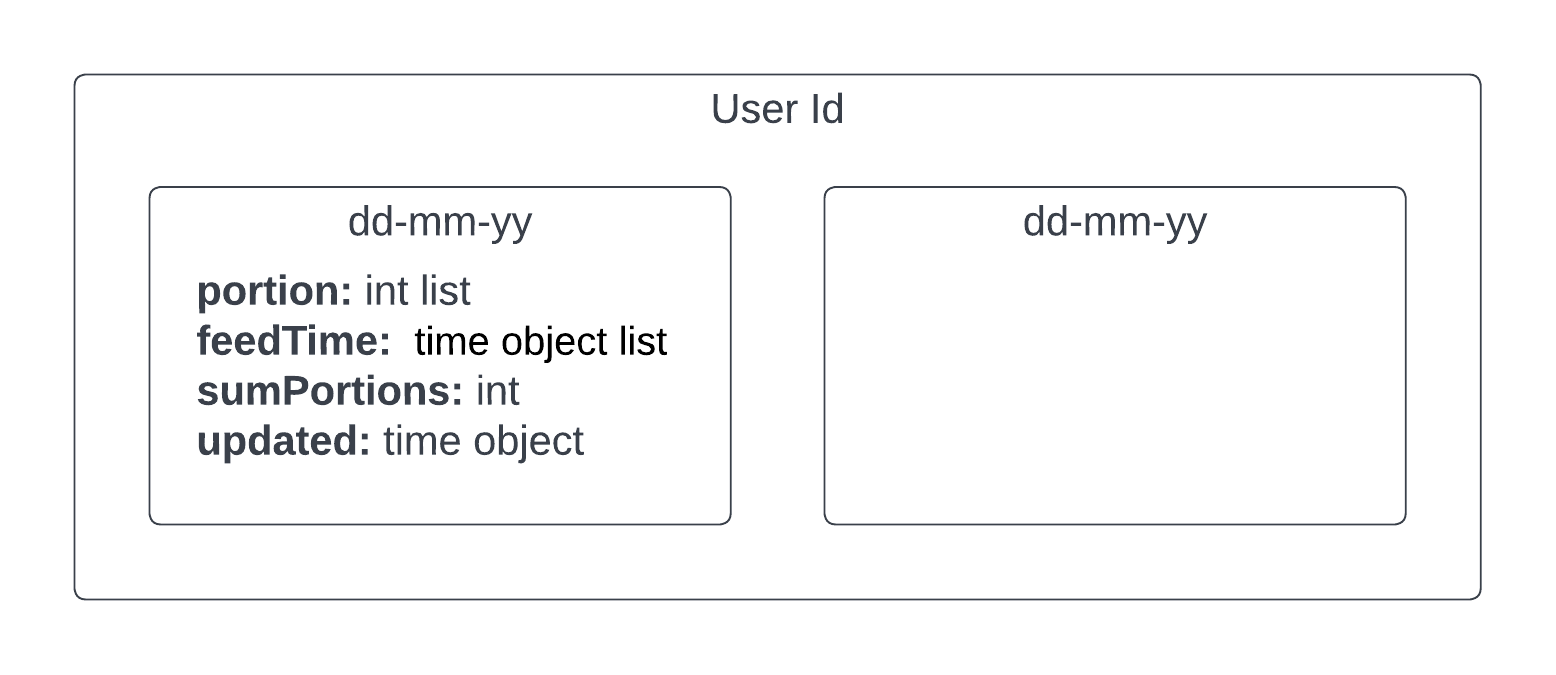 User Id
dd-mm-yy
portion: int list
feedTime:  time object list
sumPortions: int
updated: time object
dd-mm-yy